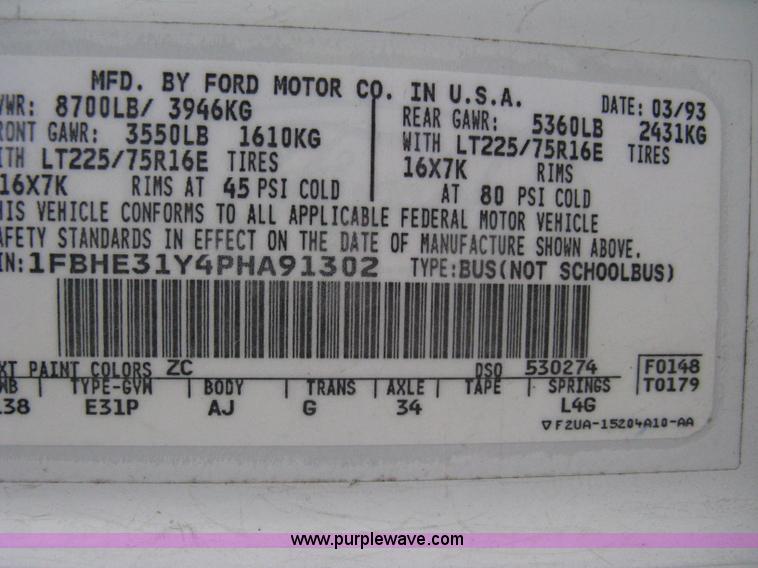 MFD. BY FORD MOTOR CO. IN U.S.A.
DATE: 03/93
VWR: 8700LB/ 3946KG
RONT GAWR: 3550LB 1610KG
ITH LT225/75R16E TIRES
16X7K RIMS AT 45 PSI COLD
REAR GAWR: 5360LB 2431KG
WITH LT225/75R16E TIRES
16X7K RIMS
AT 80 PSI COLD
HIS VEHICLE CONFORMS TO ALL APPLICABLE FEDERAL MOTOR VEHICLE
AFETY STANDARDS IN EFFECT ON THE DATE OF MANUFACTURE SHOWN ABOVE.
IN: 1FBHE31Y4PHA91302 TYPE: BUS(NOT SCHOOLBUS)
XT PAINT COLORS ZC DSO 530274 F0148
WB TYPE-GVW BODY TRANS AXLE TAPE SPRINGS T0179
138 E31P AJ G 34 L4G
▽F2UA-15204A10-AA
www.purplewave.com